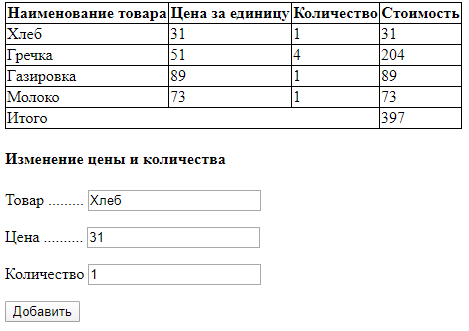 Наименование товара Цена за единицу Количество Стоимость
Хлеб 31 1 31
Гречка 51 4 204
Газировка 89 1 89
Молоко 73 1 73
Итого 397
Изменение цены и количества
Товар ......... Хлеб
Цена .......... 31
Количество 1
Добавить